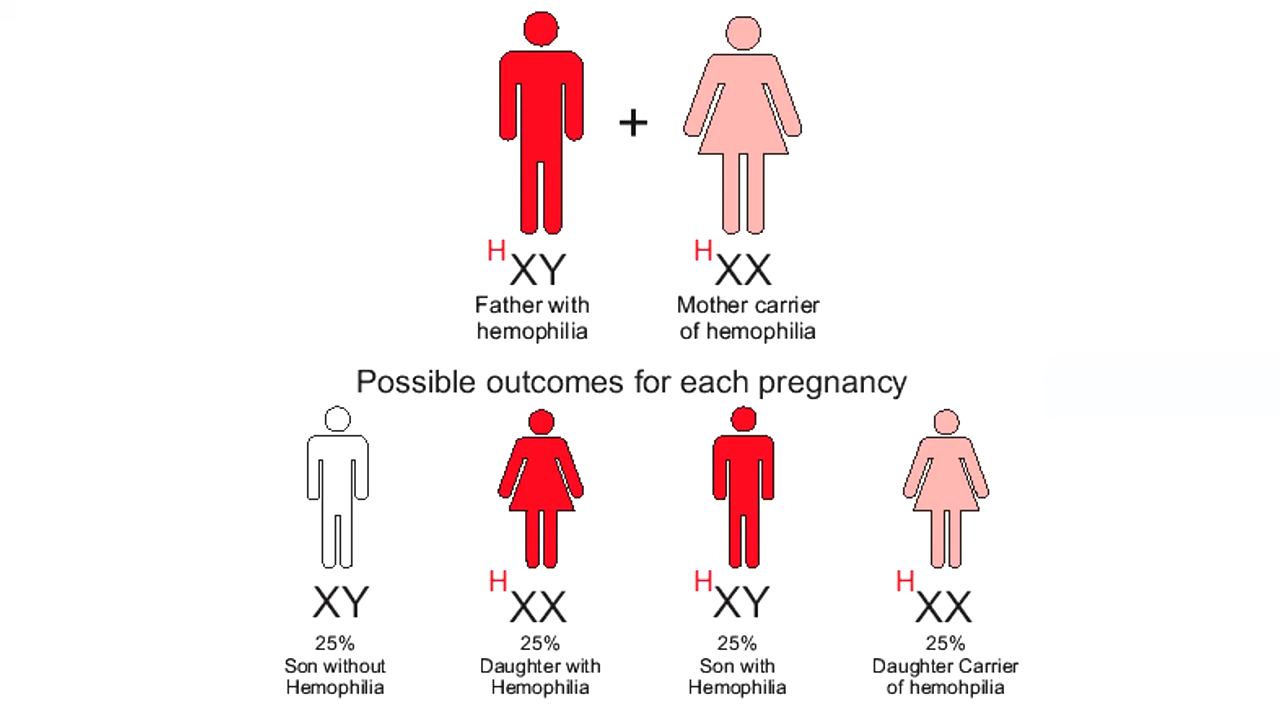 +
H XY
H XX
Father with
hemophilia
Mother carrier
of hemophilia
Possible outcomes for each pregnancy
XY
25%
Son without
Hemophilia
H XX
25%
Daughter with
Hemophilia
H XY
25%
Son with
Hemophilia
H XX
25%
Daughter Carrier
of hemohpilia